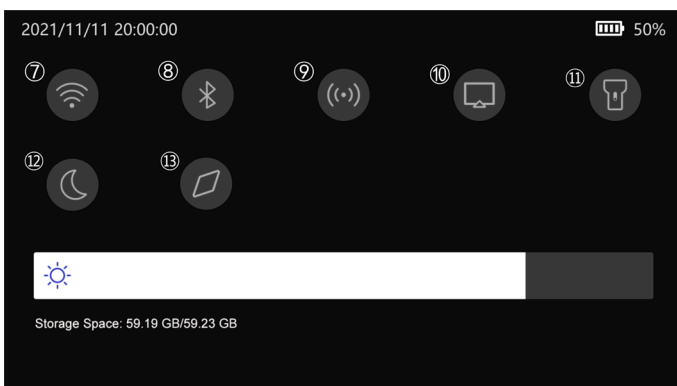 2021/11/11 20:00:00 50%
⑦ ⑧ ⑨ ⑩ ⑪
⑫ ⑬
Storage Space: 59.19 GB/59.23 GB